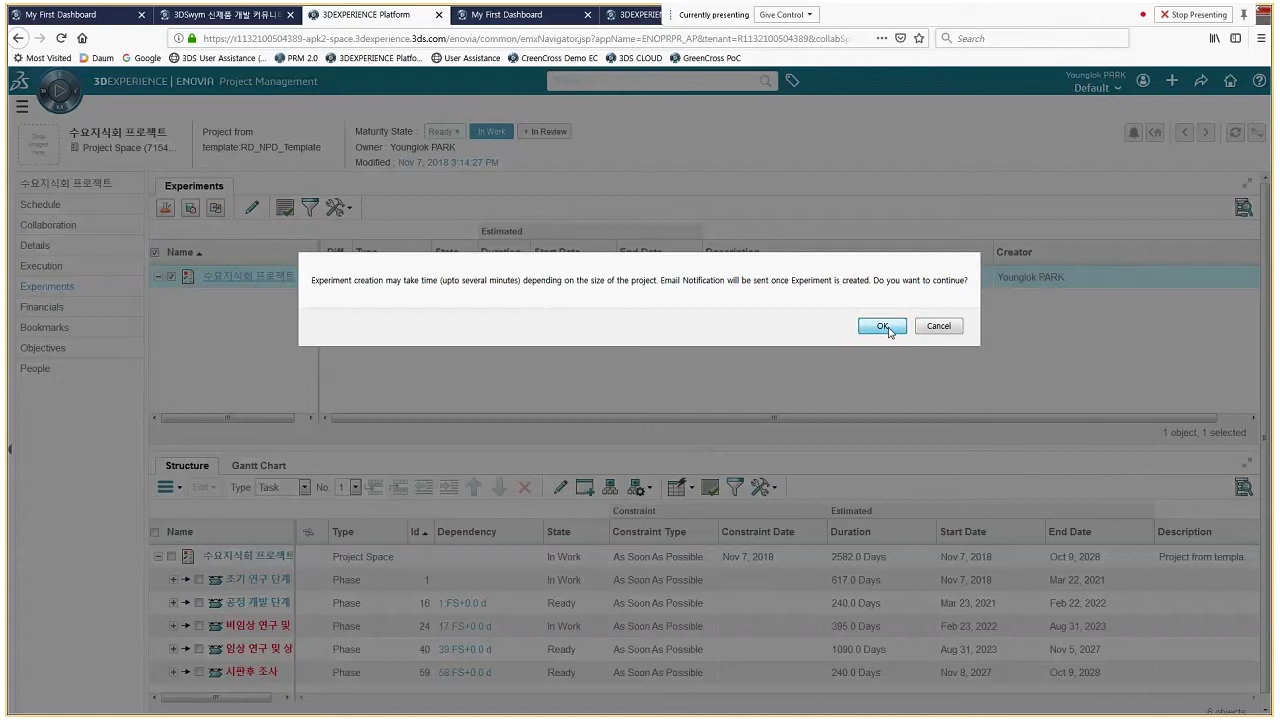 My First Dashboard
3DSwym 신제품 개발 커뮤니
3DEXPERIENCE Platform
My First Dashboard
3DEXPERIEN
Currently presenting
Give Control
Stop Presenting
https://r1132100504389-apk2-space.3dexperience.3ds.com/enovia/common/emxNavigator.jsp?appName=ENOPRPR_AP&tenant=R1132100504389&collabSp
Search
Most Visited
Daum
Google
3DS User Assistance (...
PRM 2.0
3DEXPERIENCE Platfo...
User Assistance
GreenCross Demo EC
3DS CLOUD
GreenCross PoC
3DEXPERIENCE | ENOVIA Project Management
Search
Younglok PARK
Default
수요지식회 프로젝트
Project Space (7154...
Project from
template:RD_NPD_Template
Maturity State :
Ready +
In Work
+ In Review
Owner : Younglok PARK
Modified : Nov 7, 2018 3:14:27 PM
Drop
Images
Here
수요지식회 프로젝트
Schedule
Collaboration
Details
Execution
Experiments
Financials
Bookmarks
Objectives
People
Experiments
Estimated
Name
Diff
Type
State
Duration
Start Date
End Date
Description
Creator
수요지식회 프로젝트
Younglok PARK
Experiment creation may take time (upto several minutes) depending on the size of the project. Email Notification will be sent once Experiment is created. Do you want to continue?
OK
Cancel
1 object, 1 selected
Structure
Gantt Chart
Edit
Type
Task
No.
1
Constraint
Estimated
Name
Type
Id
Dependency
State
Constraint Type
Constraint Date
Duration
Start Date
End Date
Description
수요지식회 프로젝트 Project Space In Work As Soon As Possible Nov 7, 2018 2582.0 Days Nov 7, 2018 Oct 9, 2028 Project from templa...
조기 연구 단계 Phase 1 In Work As Soon As Possible 617.0 Days Nov 7, 2018 Mar 22, 2021
공정 개발 단계 Phase 16 1:FS+0.0 d Ready As Soon As Possible 240.0 Days Mar 23, 2021 Feb 22, 2022
비임상 연구 및 Phase 24 17:FS+0.0 d In Work As Soon As Possible 395.0 Days Feb 23, 2022 Aug 31, 2023
임상 연구 및 상 Phase 40 39:FS+0.0 d Ready As Soon As Possible 1090.0 Days Aug 31, 2023 Nov 5, 2027
시판후 조사 Phase 59 58:FS+0.0 d Ready As Soon As Possible 240.0 Days Nov 8, 2027 Oct 9, 2028
6 objects